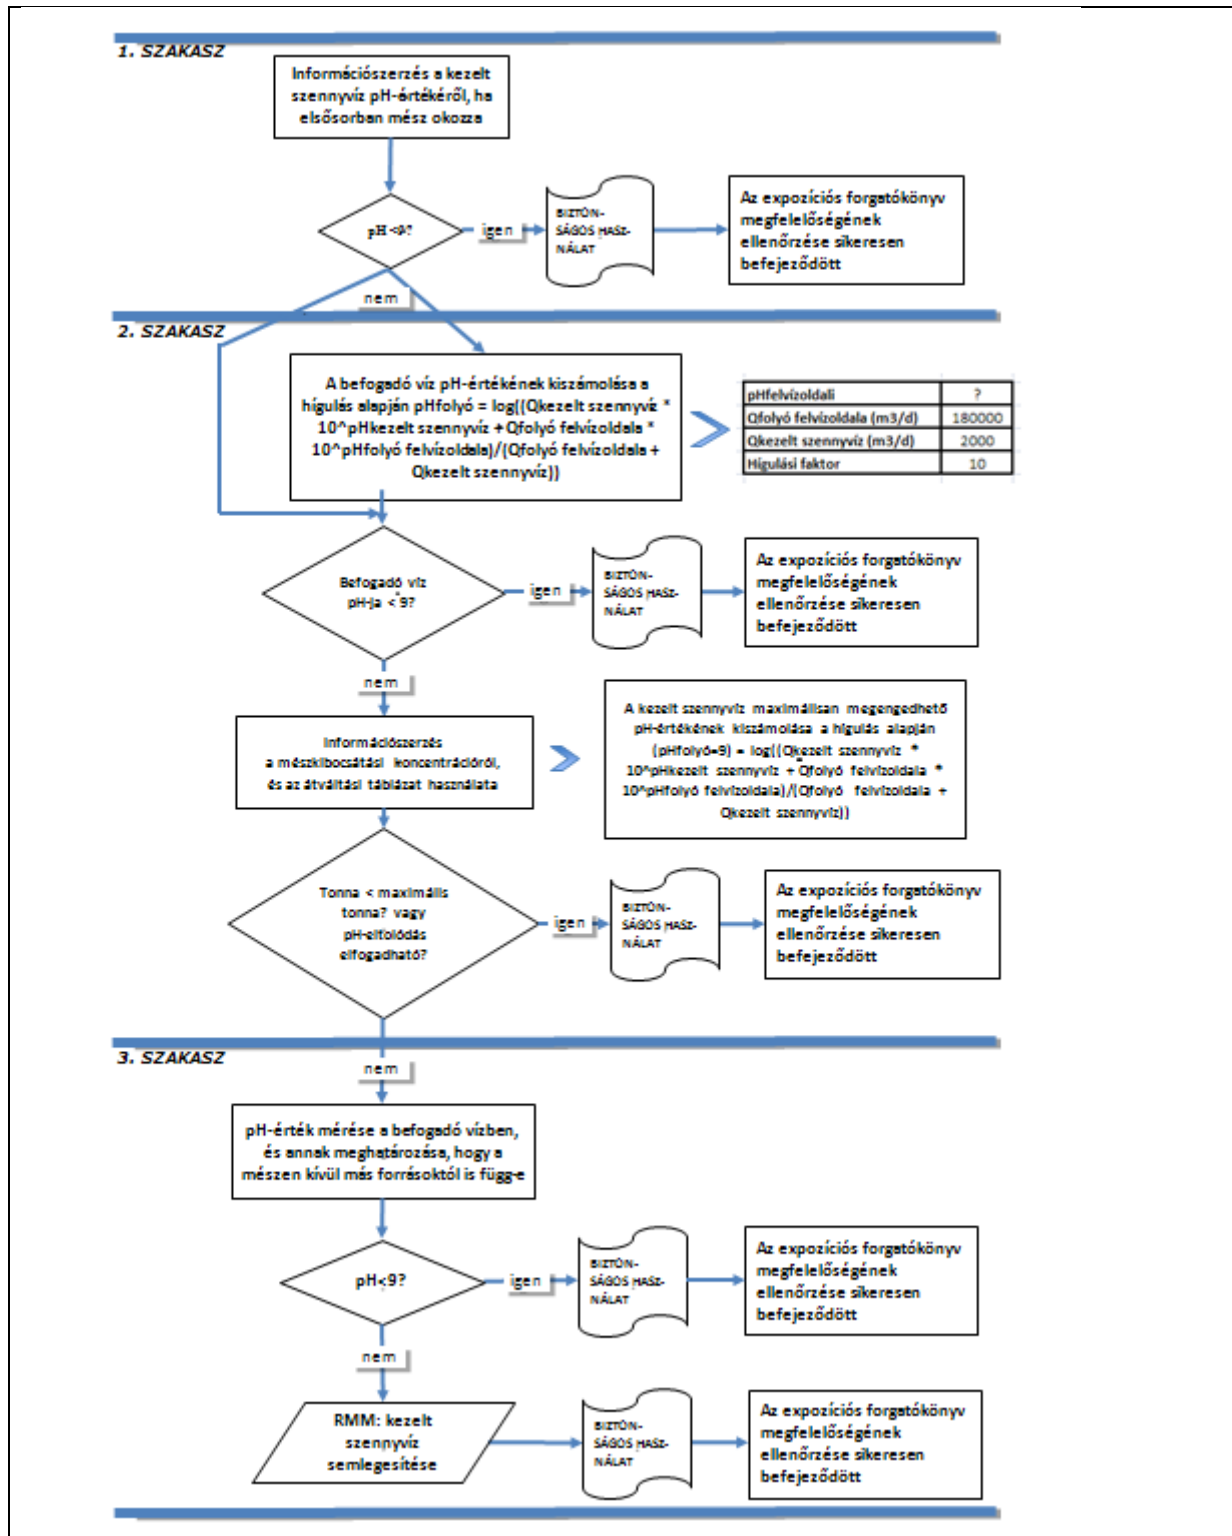 1. SZAKASZ
Információszerzés a kezelt
szennyvíz pH-értékéről, ha
elsősorban mész okozza
pH <9?
igen
BIZTON-
SÁGOS HASZ-
NÁLAT
Az expozíciós forgatókönyv
megfelelőségének
ellenőrzése sikeresen
befejeződött
nem
2. SZAKASZ
A befogadó víz pH-értékének kiszámolása a
hígulás alapján pHfolyó = log((Qkezelt szennyvíz *
10^pHkezelt szennyvíz + Qfolyó felvízoldala *
10^pHfolyó felvízoldala)/(Qfolyó felvízoldala +
Qkezelt szennyvíz))
pHfelvízoldali ?
Qfolyó felvízoldala (m3/d) 180000
Qkezelt szennyvíz (m3/d) 2000
Hígulási faktor 10
Befogadó víz
pH-ja < 9?
igen
BIZTON-
SÁGOS HASZ-
NÁLAT
Az expozíciós forgatókönyv
megfelelőségének
ellenőrzése sikeresen
befejeződött
nem
Információszerzés
a mészkibocsátási koncentrációról,
és az átváltási táblázat használata
A kezelt szennyvíz maximálisan megengedhető
pH-értékének kiszámolása a hígulás alapján
(pHfolyó=9) = log((Qkezelt szennyvíz *
10^pHkezelt szennyvíz + Qfolyó felvízoldala *
10^pHfolyó felvízoldala)/(Qfolyó felvízoldala +
Qkezelt szennyvíz))
Tonna < maximális
tonna? vagy
pH-eltolódás
elfogadható?
igen
BIZTON-
SÁGOS HASZ-
NÁLAT
Az expozíciós forgatókönyv
megfelelőségének
ellenőrzése sikeresen
befejeződött
3. SZAKASZ
nem
pH-érték mérése a befogadó vízben,
és annak meghatározása, hogy a
mészen kívül más forrásoktól is függ-e
pH<9?
igen
BIZTON-
SÁGOS HASZ-
NÁLAT
Az expozíciós forgatókönyv
megfelelőségének
ellenőrzése sikeresen
befejeződött
nem
RMM: kezelt
szennyvíz
semlegesítése
BIZTON-
SÁGOS HASZ-
NÁLAT
Az expozíciós forgatókönyv
megfelelőségének
ellenőrzése sikeresen
befejeződött